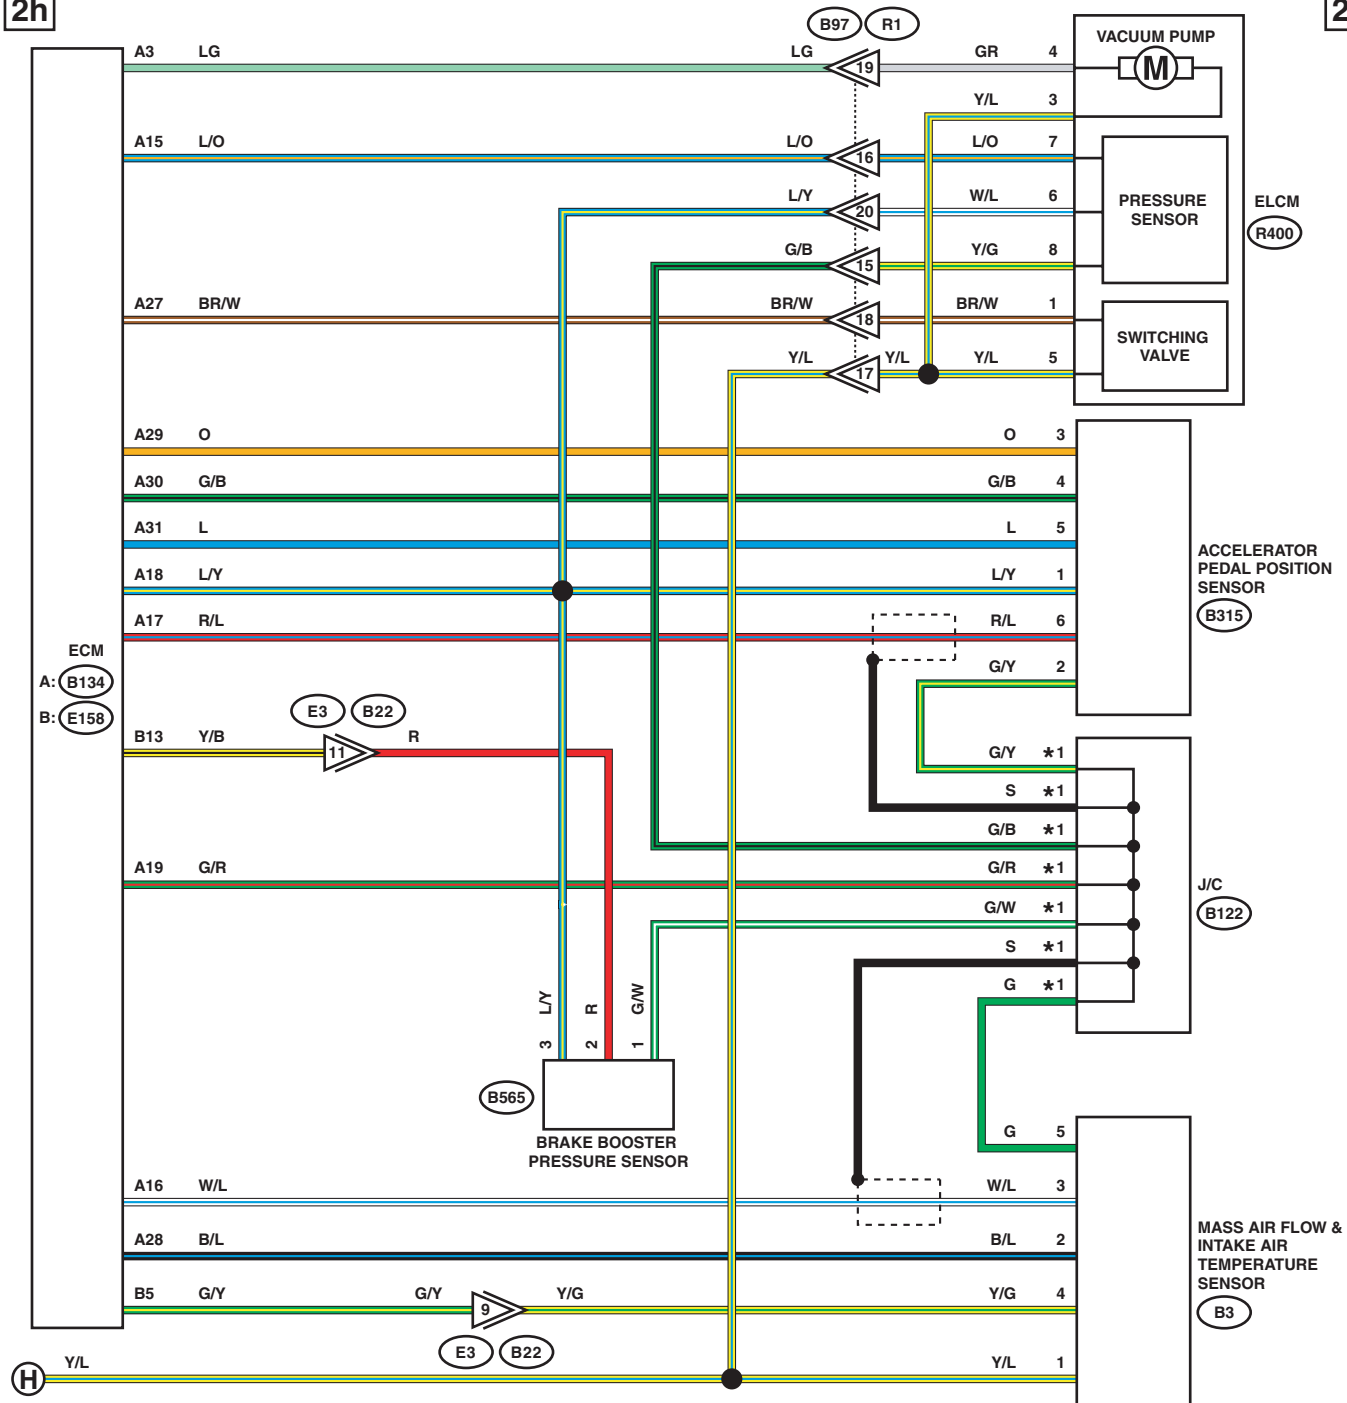 2h
2
B97 R1
VACUUM PUMP
M
A3 LG LG 19 GR 4
Y/L 3
A15 L/O L/O 16 L/O 7
L/Y 20 W/L 6
PRESSURE
SENSOR
ELCM
R400
G/B 15 Y/G 8
A27 BR/W BR/W 18 BR/W 1
SWITCHING
VALVE
Y/L 17 Y/L Y/L 5
A29 O O 3
A30 G/B G/B 4
A31 L L 5
A18 L/Y L/Y 1
A17 R/L R/L 6
G/Y 2
ACCELERATOR
PEDAL POSITION
SENSOR
B315
ECM
A: B134
B: E158
E3 B22
B13 Y/B 11 R
G/Y *1
S *1
G/B *1
A19 G/R G/R *1
G/W *1
S *1
G *1
J/C
B122
L/Y R G/W
3 2 1
B565
BRAKE BOOSTER
PRESSURE SENSOR
G 5
A16 W/L W/L 3
A28 B/L B/L 2
B5 G/Y G/Y 9 Y/G Y/G 4
E3 B22
MASS AIR FLOW &
INTAKE AIR
TEMPERATURE
SENSOR
B3
H Y/L Y/L 1